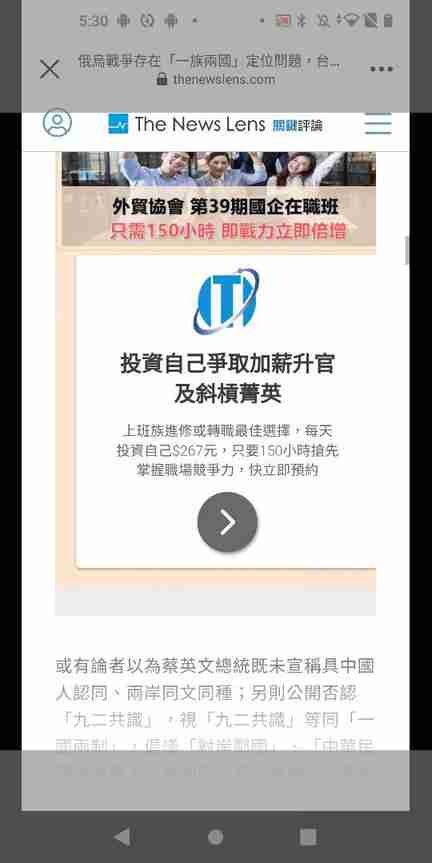 5:30
俄烏戰爭存在「一族兩國」定位問題，台...
thenewslens.com
The News Lens 關鍵評論
外貿協會 第39期國企在職班
只需150小時 即戰力立即倍增
ITI
投資自己爭取加薪升官
及斜槓菁英
上班族進修或轉職最佳選擇，每天
投資自己$267元，只要150小時搶先
掌握職場競爭力，快立即預約
或有論者以為蔡英文總統既未宣稱具中國
人認同、兩岸同文同種；另則公開否認
「九二共識」，視「九二共識」等同「一
國兩制」，倡議「對岸鄰國」、「中華民